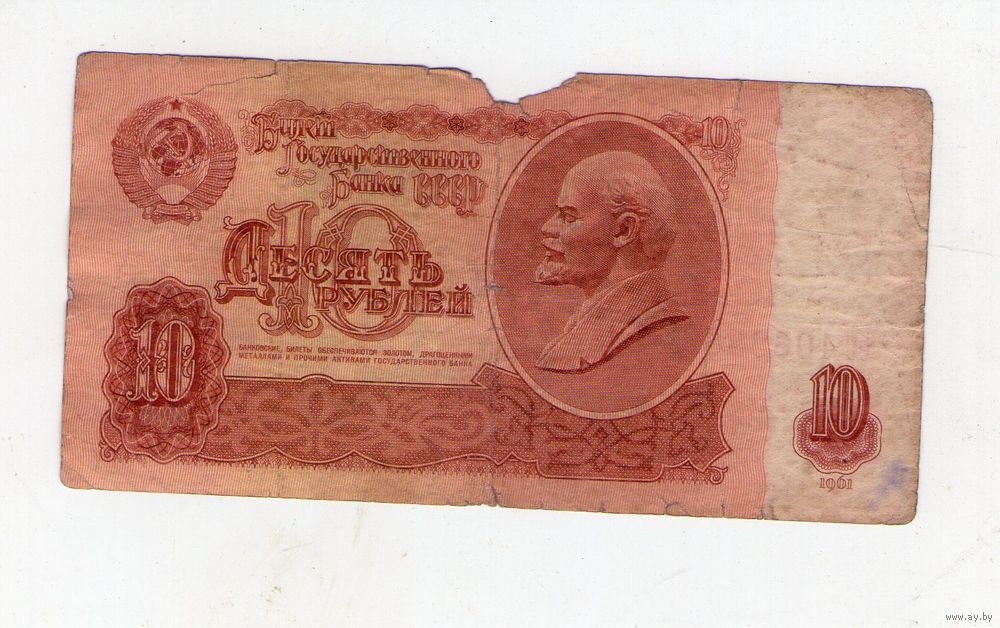 Билет
Государственного
Банка СССР
10
10
Десять
рублей
БАНКОВСКИЕ БИЛЕТЫ ОБЕСПЕЧИВАЮТСЯ ЗОЛОТОМ, ДРАГОЦЕННЫМИ
МЕТАЛЛАМИ И ПРОЧИМИ АКТИВАМИ ГОСУДАРСТВЕННОГО БАНКА
10
10
1961
www.ay.by